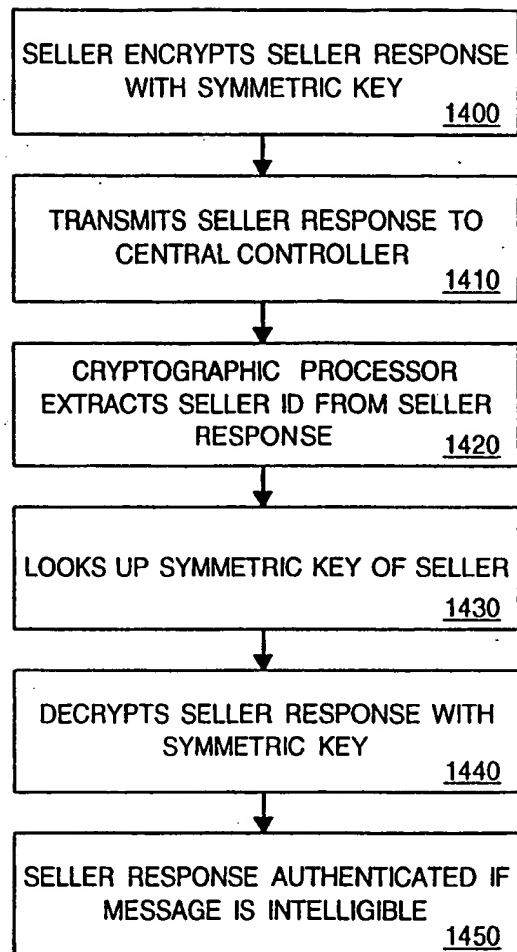 SELLER ENCRYPTS SELLER RESPONSE
WITH SYMMETRIC KEY
1400
TRANSMITS SELLER RESPONSE TO
CENTRAL CONTROLLER
1410
CRYPTOGRAPHIC PROCESSOR
EXTRACTS SELLER ID FROM SELLER
RESPONSE
1420
LOOKS UP SYMMETRIC KEY OF SELLER
1430
DECRYPTS SELLER RESPONSE WITH
SYMMETRIC KEY
1440
SELLER RESPONSE AUTHENTICATED IF
MESSAGE IS INTELLIGIBLE
1450